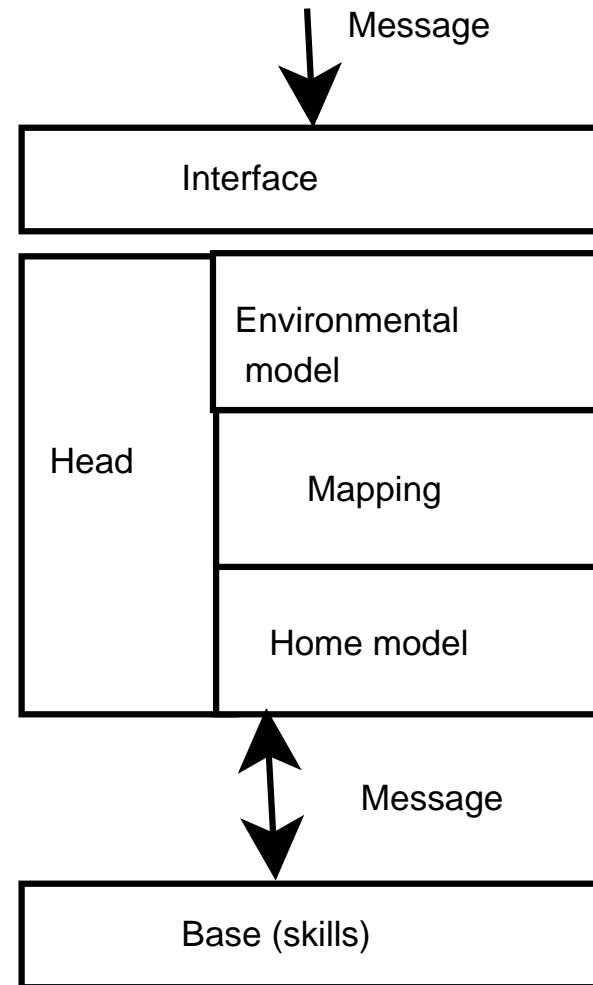 Message
Interface
Environmental
model
Head
Mapping
Home model
Message
Base (skills)